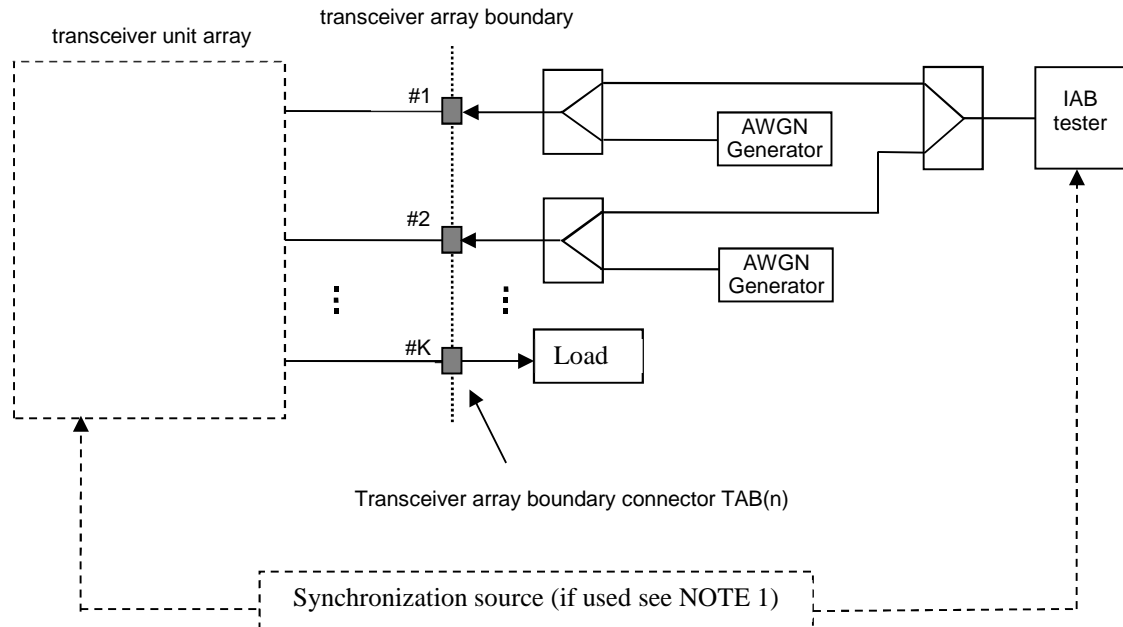 transceiver array boundary
transceiver unit array
#1
AWGN
Generator
IAB
tester
#2
AWGN
Generator
#K
Load
Transceiver array boundary connector TAB(n)
Synchronization source (if used see NOTE 1)